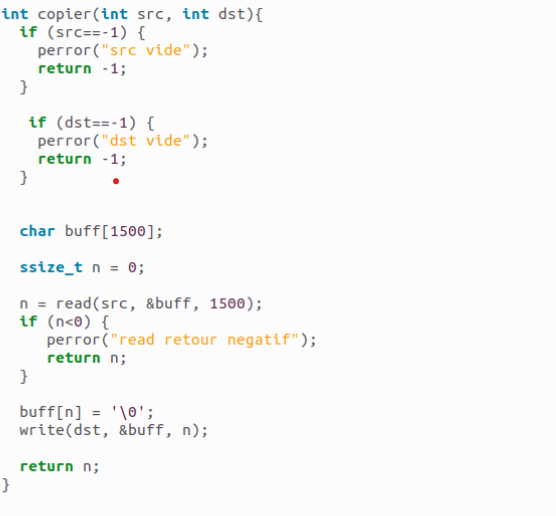 int copier(int src, int dst){
  if (src==-1) {
    perror("src vide");
    return -1;
  }

   if (dst==-1) {
    perror("dst vide");
    return -1;
  }


  char buff[1500];

  ssize_t n = 0;

  n = read(src, &buff, 1500);
  if (n<0) {
     perror("read retour negatif");
     return n;
  }

  buff[n] = '\0';
  write(dst, &buff, n);

  return n;
}